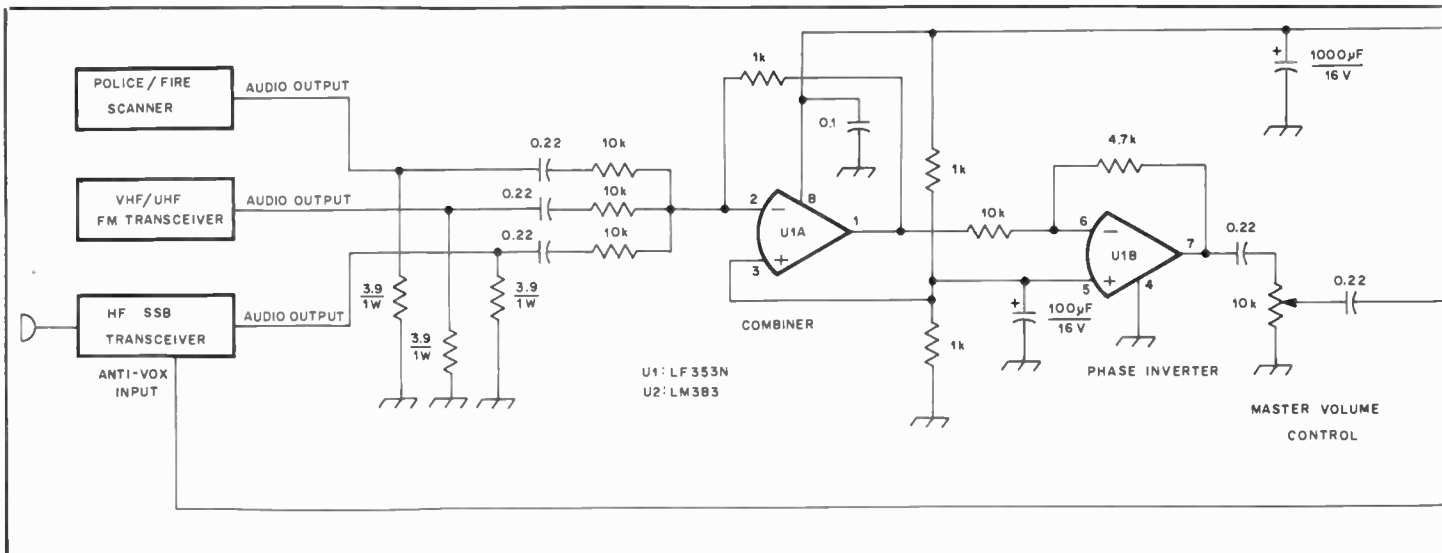 POLICE/FIRE
SCANNER
AUDIO OUTPUT
VHF/UHF
FM TRANSCEIVER
AUDIO OUTPUT
HF SSB
TRANSCEIVER
AUDIO OUTPUT
ANTI-VOX
INPUT
0.22
10k
0.22
10k
0.22
10k
3.9
1W
3.9
1W
3.9
1W
1k
2
-
8
U1A
1
3
+
0.1
COMBINER
U1: LF353N
U2: LM383
1k
1k
+
100µF
16V
10k
4.7k
6
-
U1B
7
5
+
4
PHASE INVERTER
+
1000µF
16V
0.22
10k
0.22
MASTER VOLUME
CONTROL